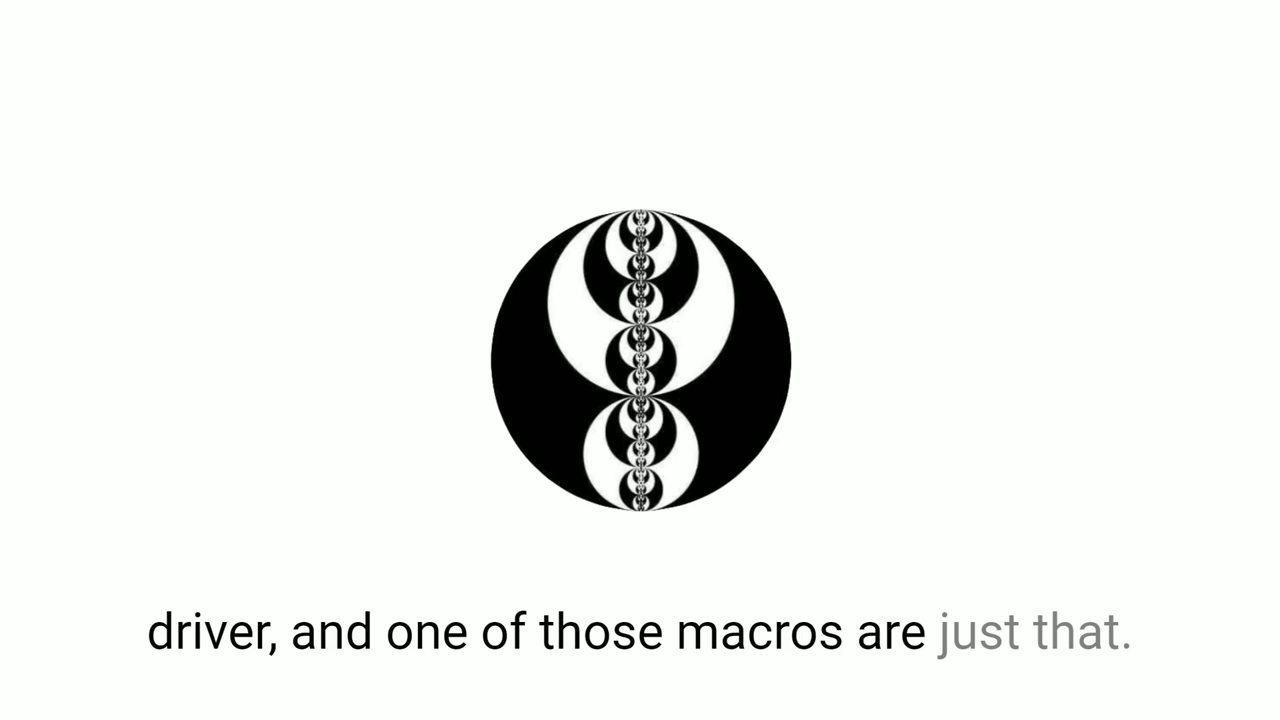 driver, and one of those macros are just that.